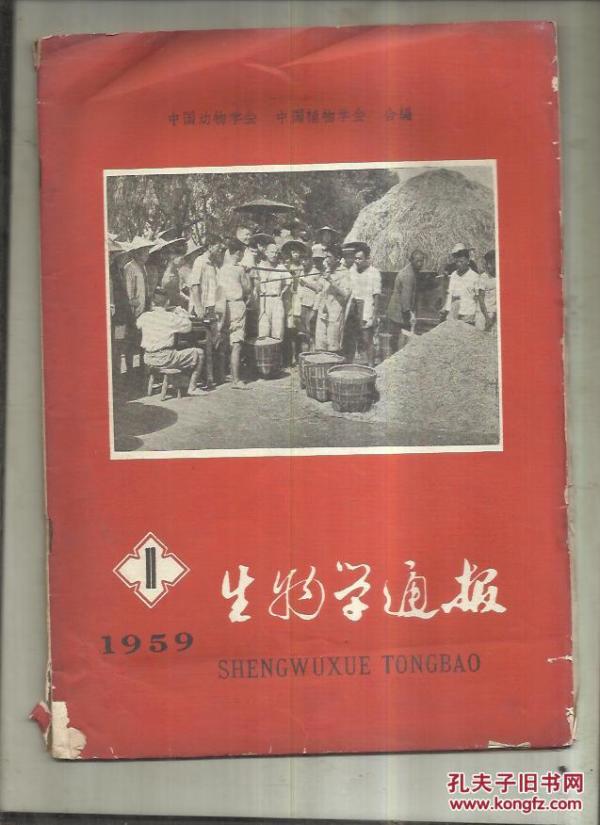 中国动物学会 中国植物学会 合编
1
生物学通报
1959
SHENGWUXUE TONGBAO
孔夫子旧书网
www.kongfz.com